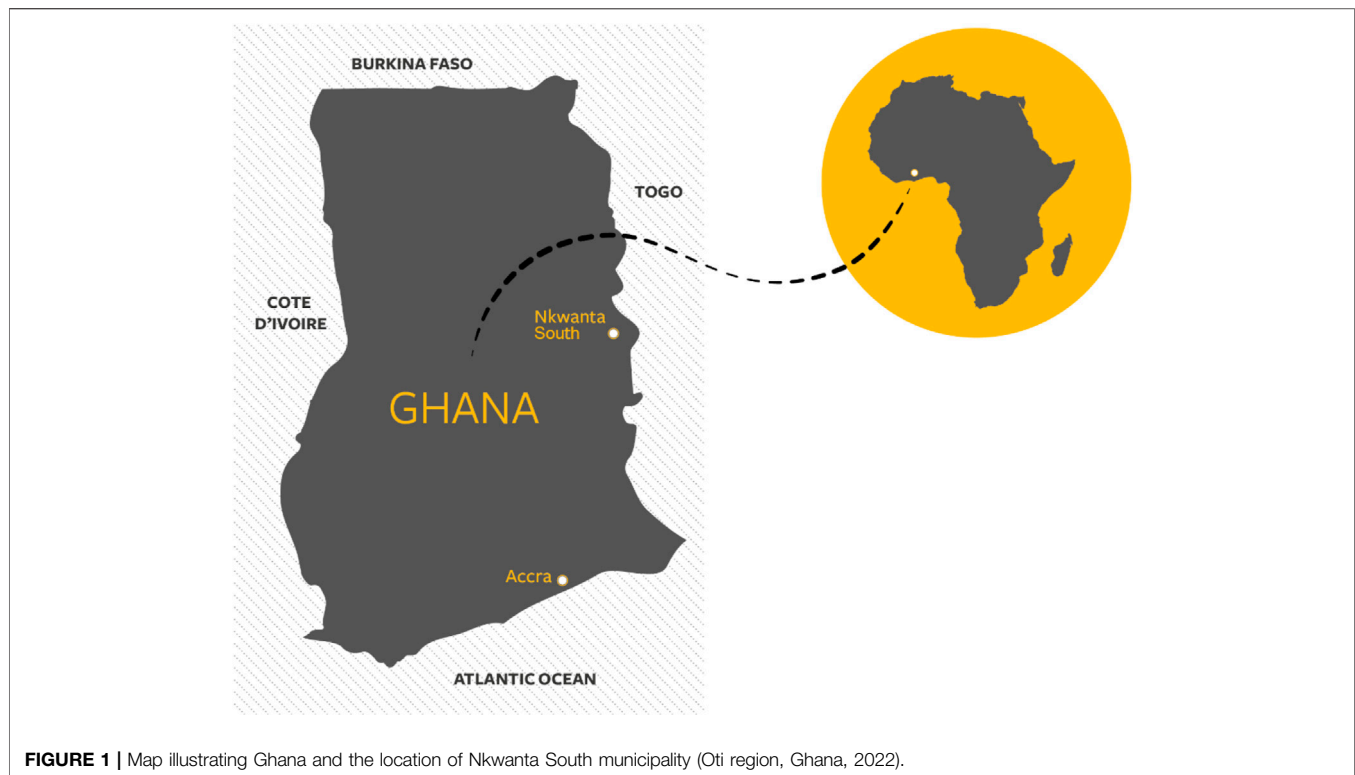 BURKINA FASO
TOGO
COTE
D'IVOIRE
Nkwanta
South
GHANA
Accra
ATLANTIC OCEAN
FIGURE 1 | Map illustrating Ghana and the location of Nkwanta South municipality (Oti region, Ghana, 2022).